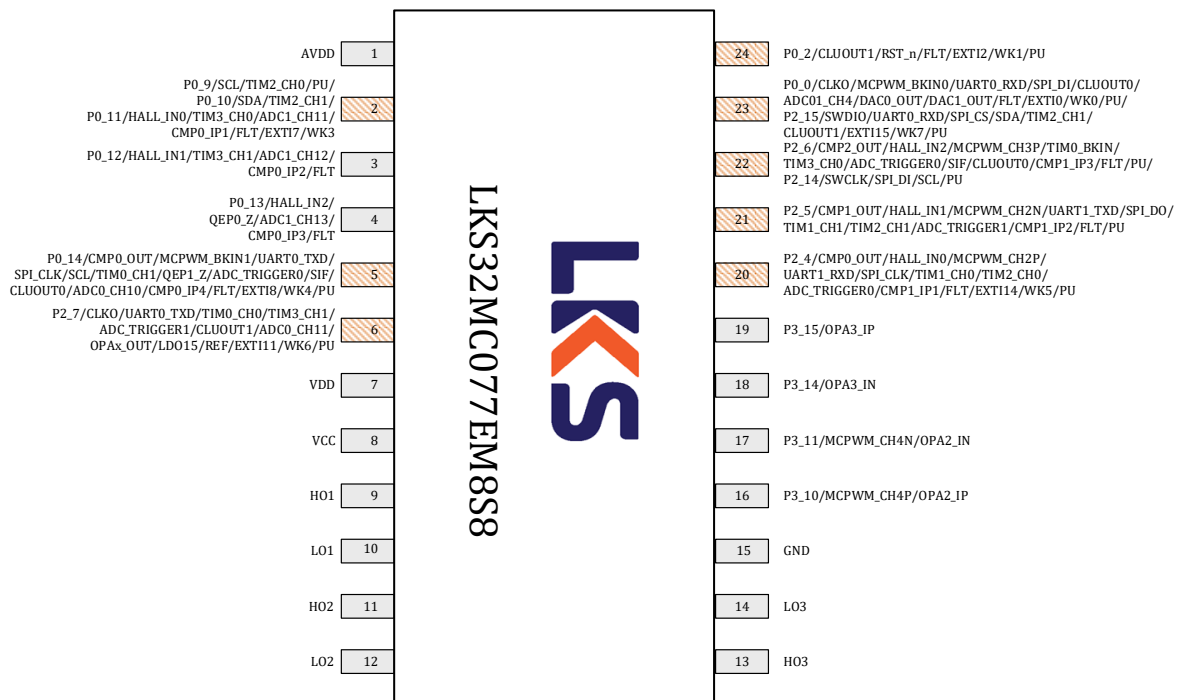 AVDD
1
P0_9/SCL/TIM2_CH0/PU/
P0_10/SDA/TIM2_CH1/
P0_11/HALL_IN0/TIM3_CH0/ADC1_CH11/
CMP0_IP1/FLT/EXTI7/WK3
2
P0_12/HALL_IN1/TIM3_CH1/ADC1_CH12/
CMP0_IP2/FLT
3
P0_13/HALL_IN2/
QEP0_Z/ADC1_CH13/
CMP0_IP3/FLT
4
P0_14/CMP0_OUT/MCPWM_BKIN1/UART0_TXD/
SPI_CLK/SCL/TIM0_CH1/QEP1_Z/ADC_TRIGGER0/SIF/
CLUOUT0/ADC0_CH10/CMP0_IP4/FLT/EXTI8/WK4/PU
5
P2_7/CLKO/UART0_TXD/TIM0_CH0/TIM3_CH1/
ADC_TRIGGER1/CLUOUT1/ADC0_CH11/
OPAx_OUT/LDO15/REF/EXTI11/WK6/PU
6
VDD
7
VCC
8
HO1
9
LO1
10
HO2
11
LO2
12
LKS32MC077EM8S8
LKS
24
P0_2/CLUOUT1/RST_n/FLT/EXTI2/WK1/PU
23
P0_0/CLKO/MCPWM_BKIN0/UART0_RXD/SPI_DI/CLUOUT0/
ADC01_CH4/DAC0_OUT/DAC1_OUT/FLT/EXTI0/WK0/PU/
P2_15/SWDIO/UART0_RXD/SPI_CS/SDA/TIM2_CH1/
CLUOUT1/EXTI15/WK7/PU
22
P2_6/CMP2_OUT/HALL_IN2/MCPWM_CH3P/TIM0_BKIN/
TIM3_CH0/ADC_TRIGGER0/SIF/CLUOUT0/CMP1_IP3/FLT/PU/
P2_14/SWCLK/SPI_DI/SCL/PU
21
P2_5/CMP1_OUT/HALL_IN1/MCPWM_CH2N/UART1_TXD/SPI_DO/
TIM1_CH1/TIM2_CH1/ADC_TRIGGER1/CMP1_IP2/FLT/PU
20
P2_4/CMP0_OUT/HALL_IN0/MCPWM_CH2P/
UART1_RXD/SPI_CLK/TIM1_CH0/TIM2_CH0/
ADC_TRIGGER0/CMP1_IP1/FLT/EXTI14/WK5/PU
19
P3_15/OPA3_IP
18
P3_14/OPA3_IN
17
P3_11/MCPWM_CH4N/OPA2_IN
16
P3_10/MCPWM_CH4P/OPA2_IP
15
GND
14
LO3
13
HO3